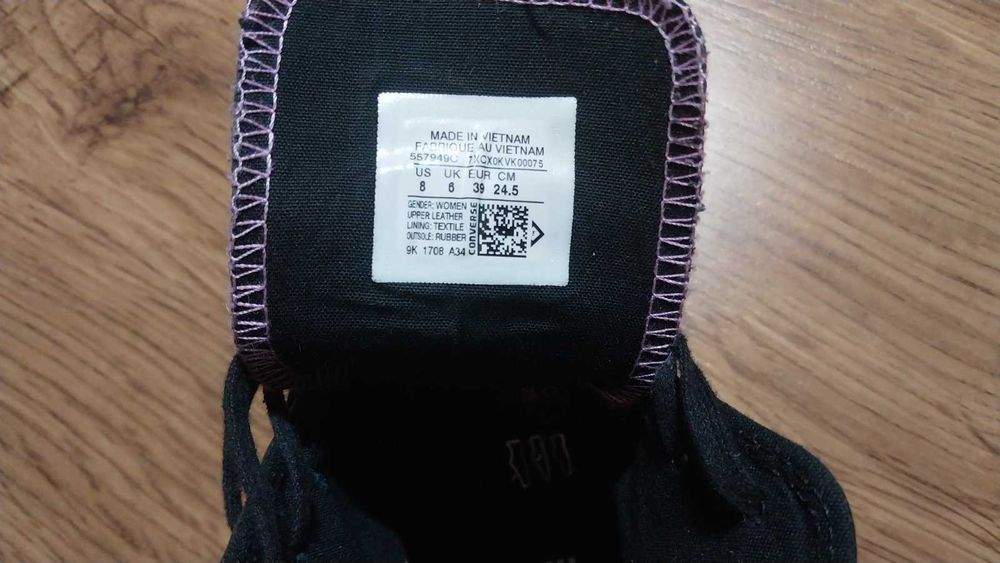 MADE IN VIETNAM
FABRIQUE AU VIETNAM
557949C 7XCX0KVK00075
US UK EUR CM
8 6 39 24.5
GENDER: WOMEN
UPPER: LEATHER
LINING: TEXTILE
OUTSOLE: RUBBER
9K 1708 A34
CONVERSE